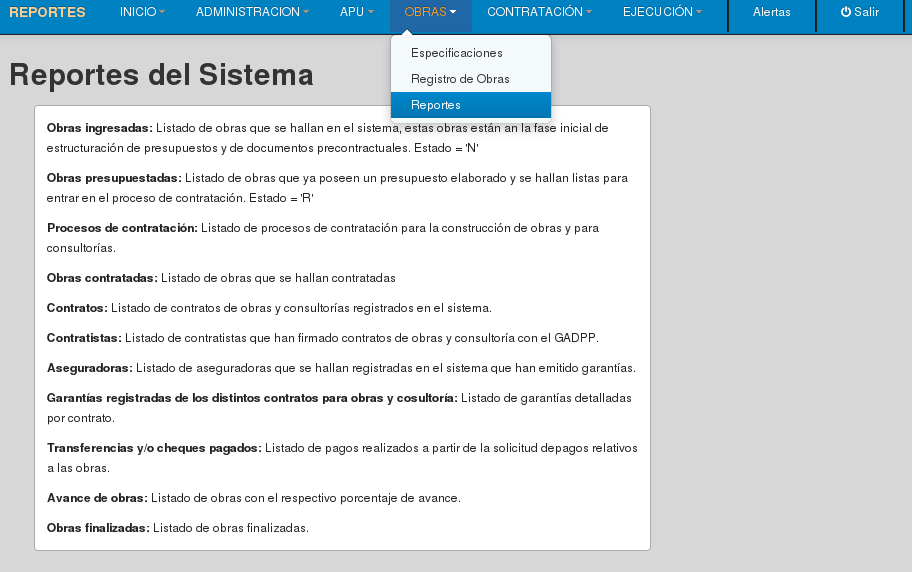 REPORTES INICIO ADMINISTRACION APU OBRAS CONTRATACIÓN EJECUCIÓN Alertas Salir
Especificaciones
Registro de Obras
Reportes
Reportes del Sistema
Obras ingresadas: Listado de obras que se hallan en el sistema, estas obras están an la fase inicial de
estructuración de presupuestos y de documentos precontractuales. Estado = 'N'
Obras presupuestadas: Listado de obras que ya poseen un presupuesto elaborado y se hallan listas para
entrar en el proceso de contratación. Estado = 'R'
Procesos de contratación: Listado de procesos de contratación para la construcción de obras y para
consultorías.
Obras contratadas: Listado de obras que se hallan contratadas
Contratos: Listado de contratos de obras y consultorías registrados en el sistema.
Contratistas: Listado de contratistas que han firmado contratos de obras y consultoría con el GADPP.
Aseguradoras: Listado de aseguradoras que se hallan registradas en el sistema que han emitido garantías.
Garantías registradas de los distintos contratos para obras y cosultoría: Listado de garantías detalladas
por contrato.
Transferencias y/o cheques pagados: Listado de pagos realizados a partir de la solicitud depagos relativos
a las obras.
Avance de obras: Listado de obras con el respectivo porcentaje de avance.
Obras finalizadas: Listado de obras finalizadas.